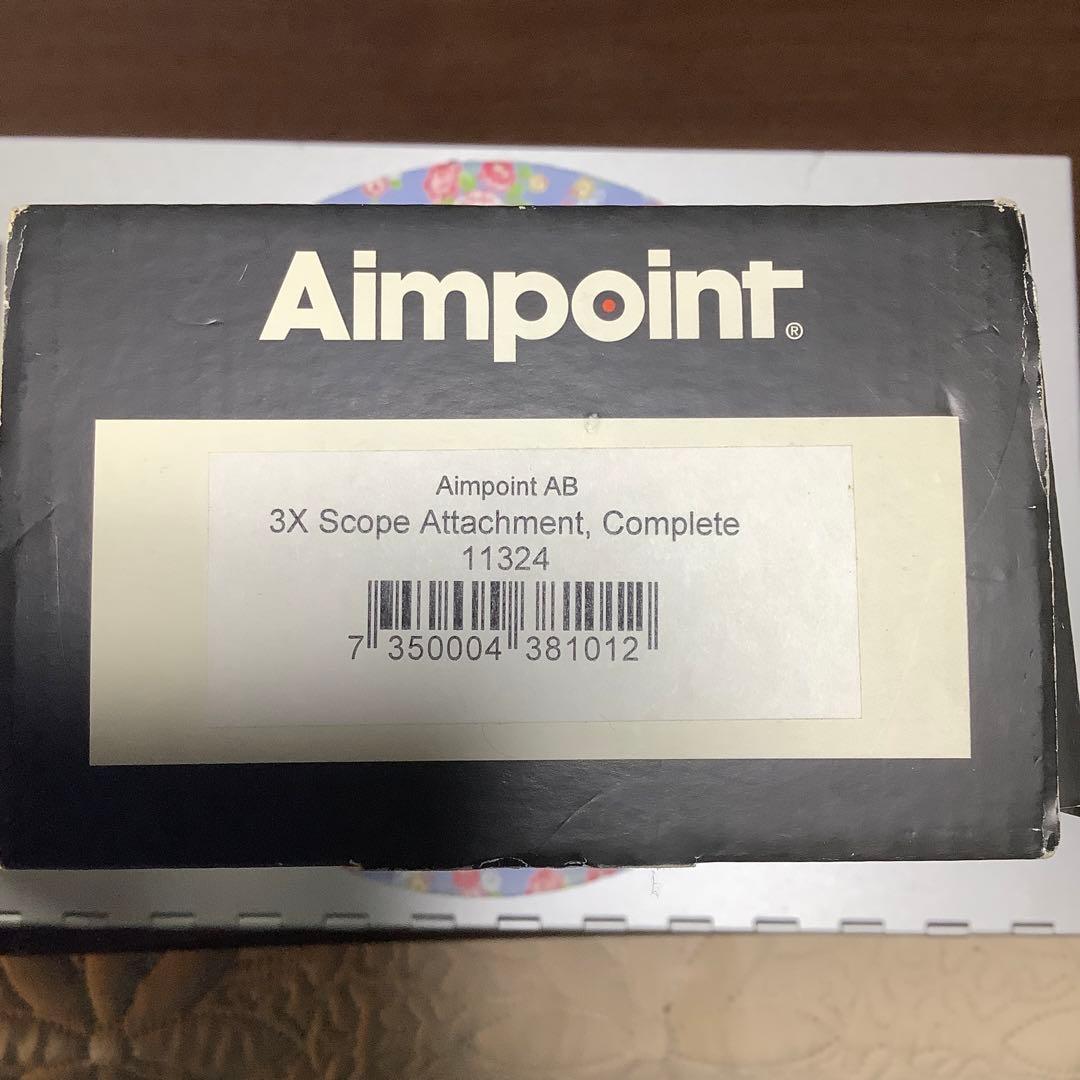 Aimpoint®
Aimpoint AB
3X Scope Attachment, Complete
11324
7 350004 381012